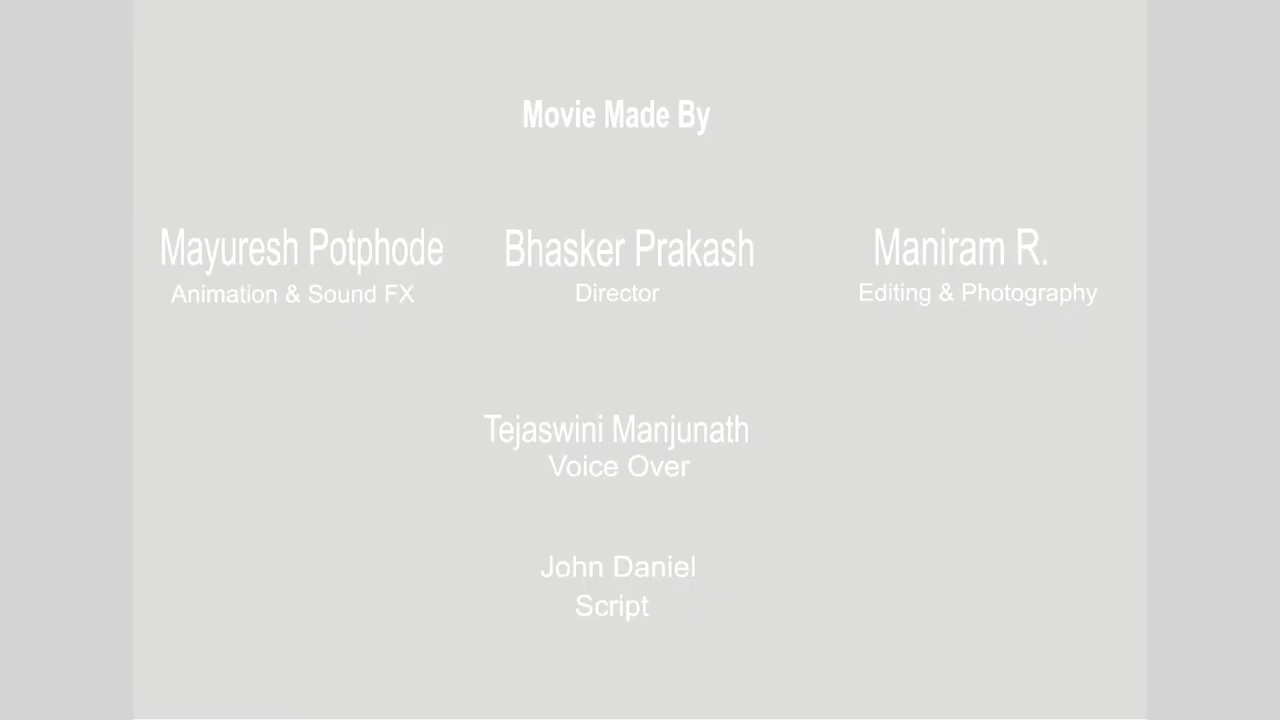 Movie Made By
Mayuresh Potphode
Bhasker Prakash
Maniram R.
Animation & Sound FX
Director
Editing & Photography
Tejaswini Manjunath
Voice Over
John Daniel
Script